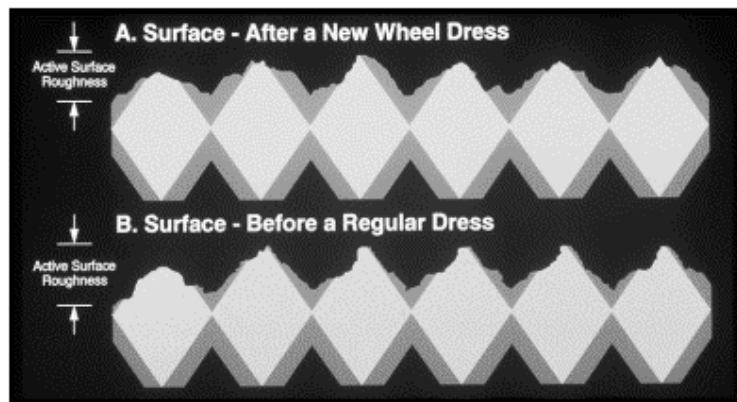 A. Surface - After a New Wheel Dress
Active Surface
Roughness
B. Surface - Before a Regular Dress
Active Surface
Roughness